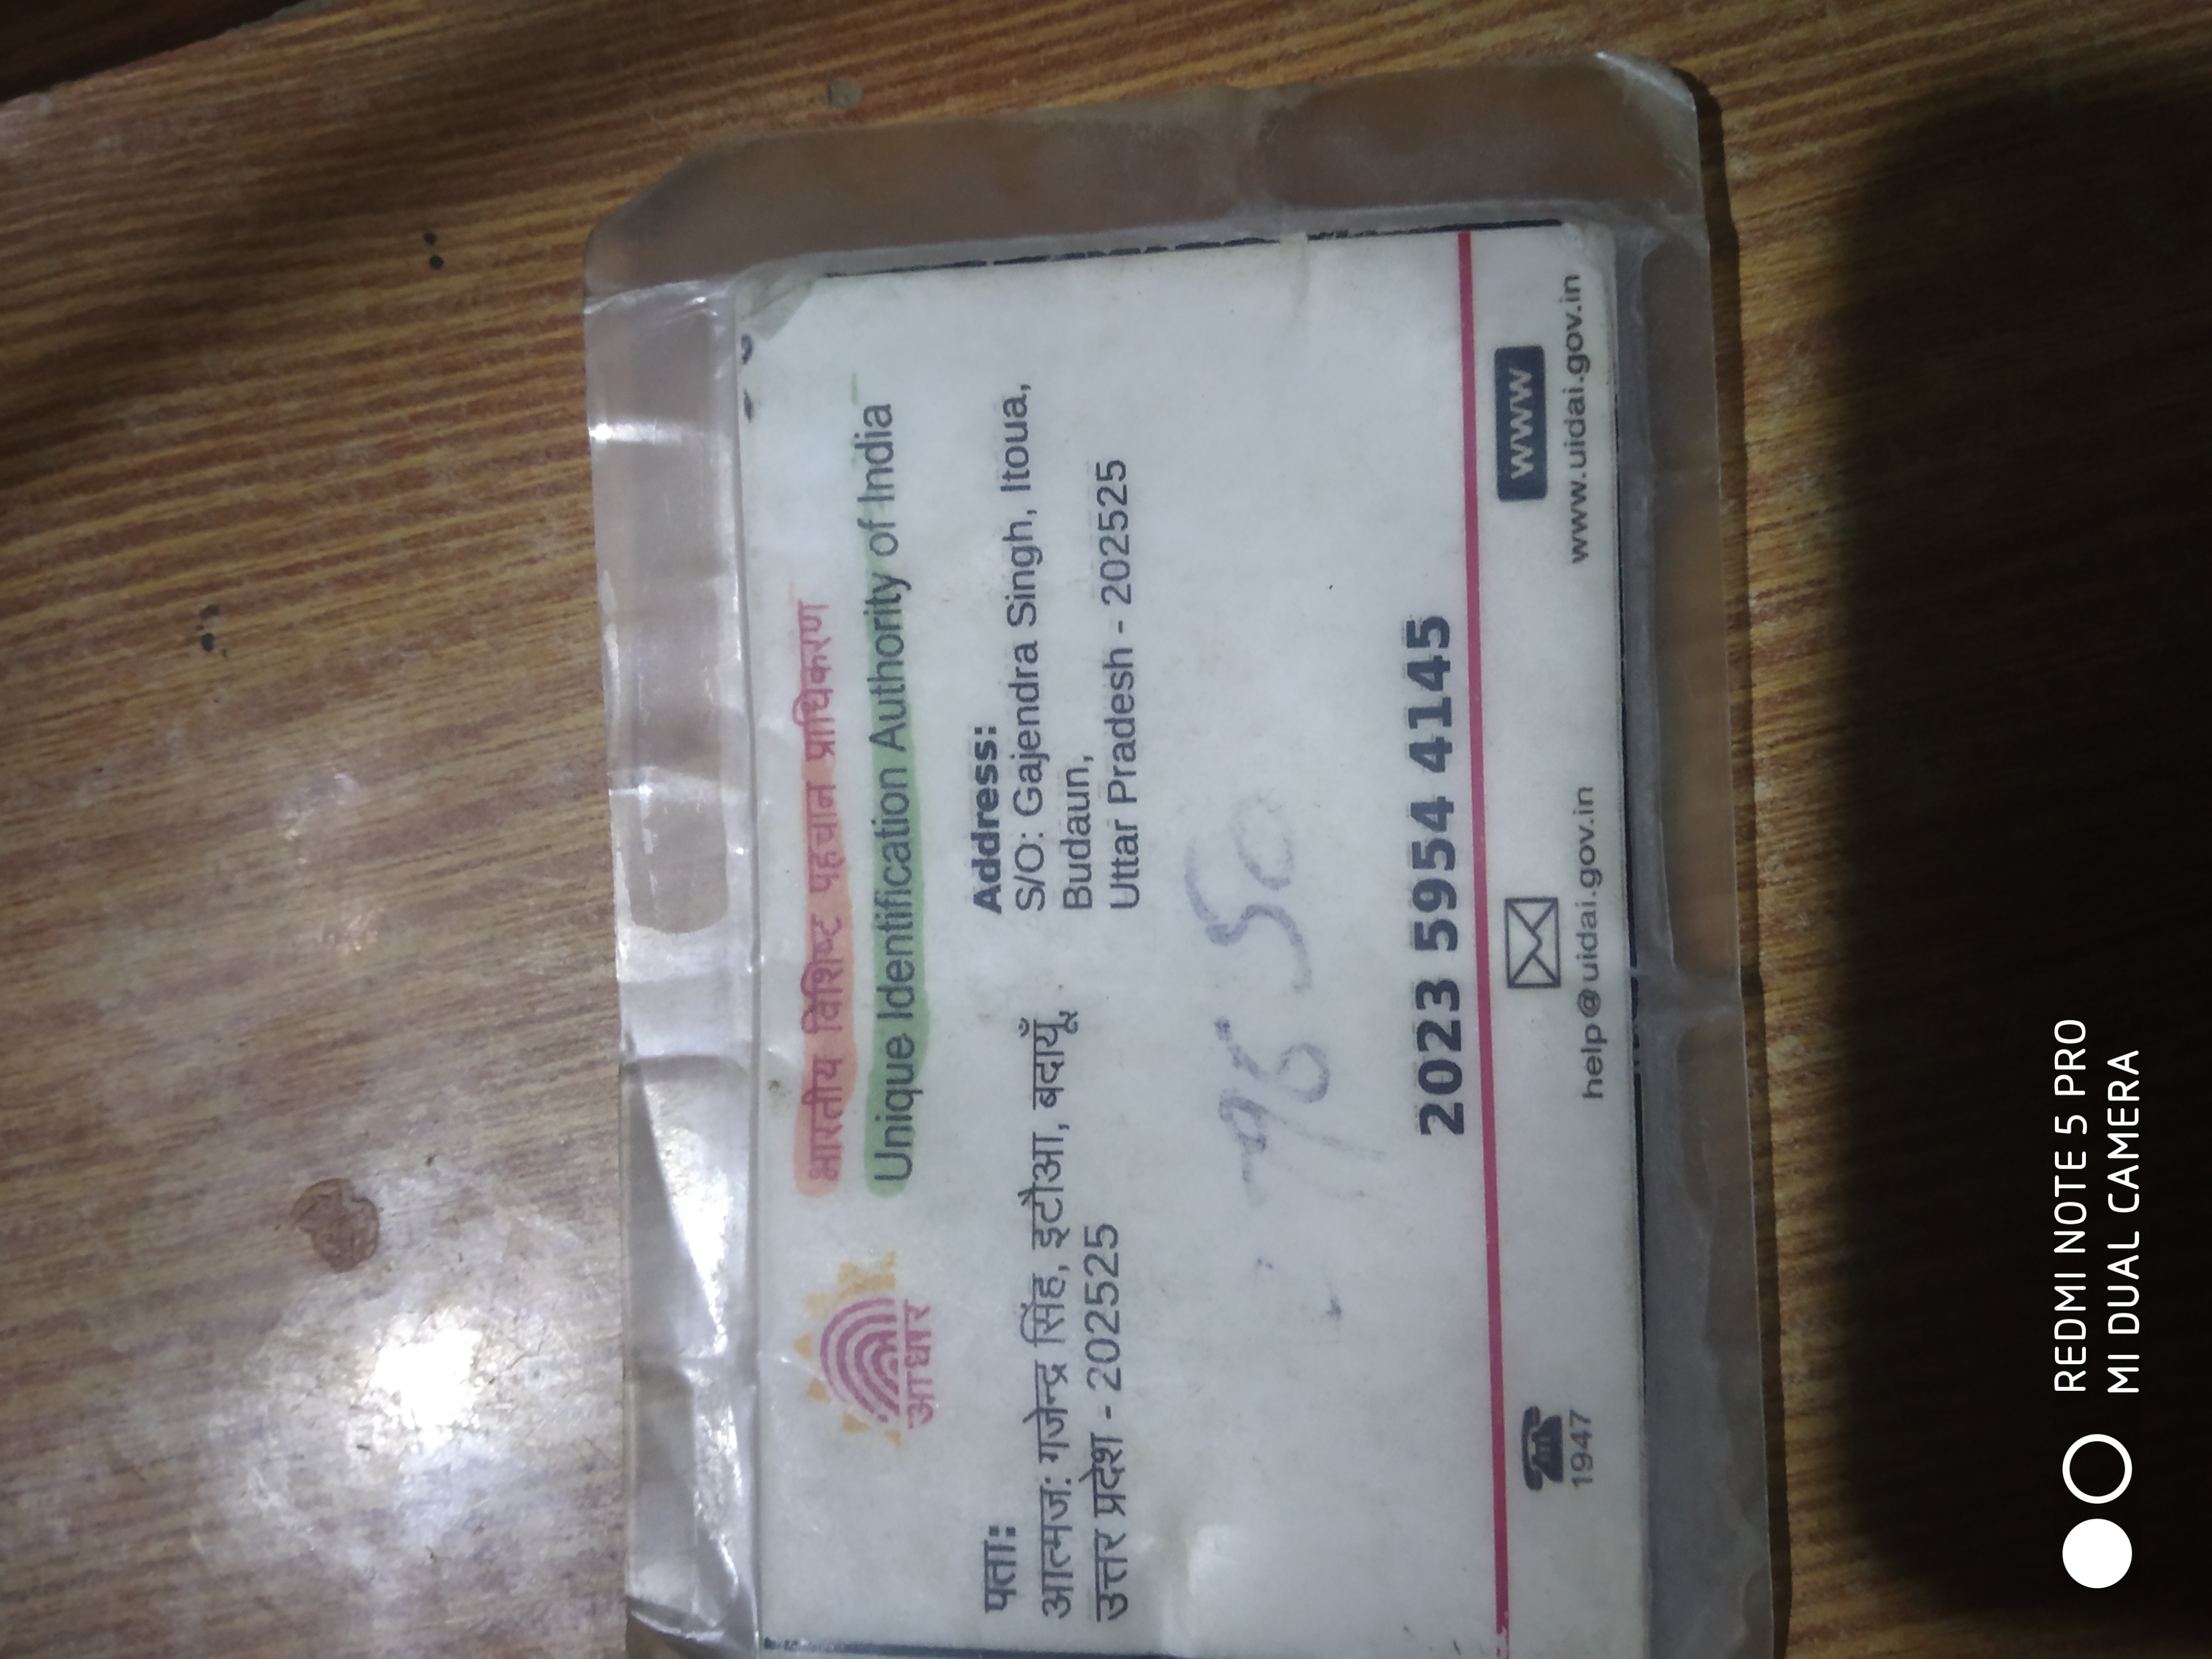 भारतीय विशिष्ट पहचान प्राधिकरण
Unique Identification Authority of India
आधार
पता:
आत्मज: गजेन्द्र सिंह, इटौआ, बदायूँ,
उत्तर प्रदेश - 202525
Address:
S/O: Gajendra Singh, Itoua,
Budaun,
Uttar Pradesh - 202525
50
2023 5954 4145
1947
help@uidai.gov.in
www
www.uidai.gov.in
REDMI NOTE 5 PRO
MI DUAL CAMERA